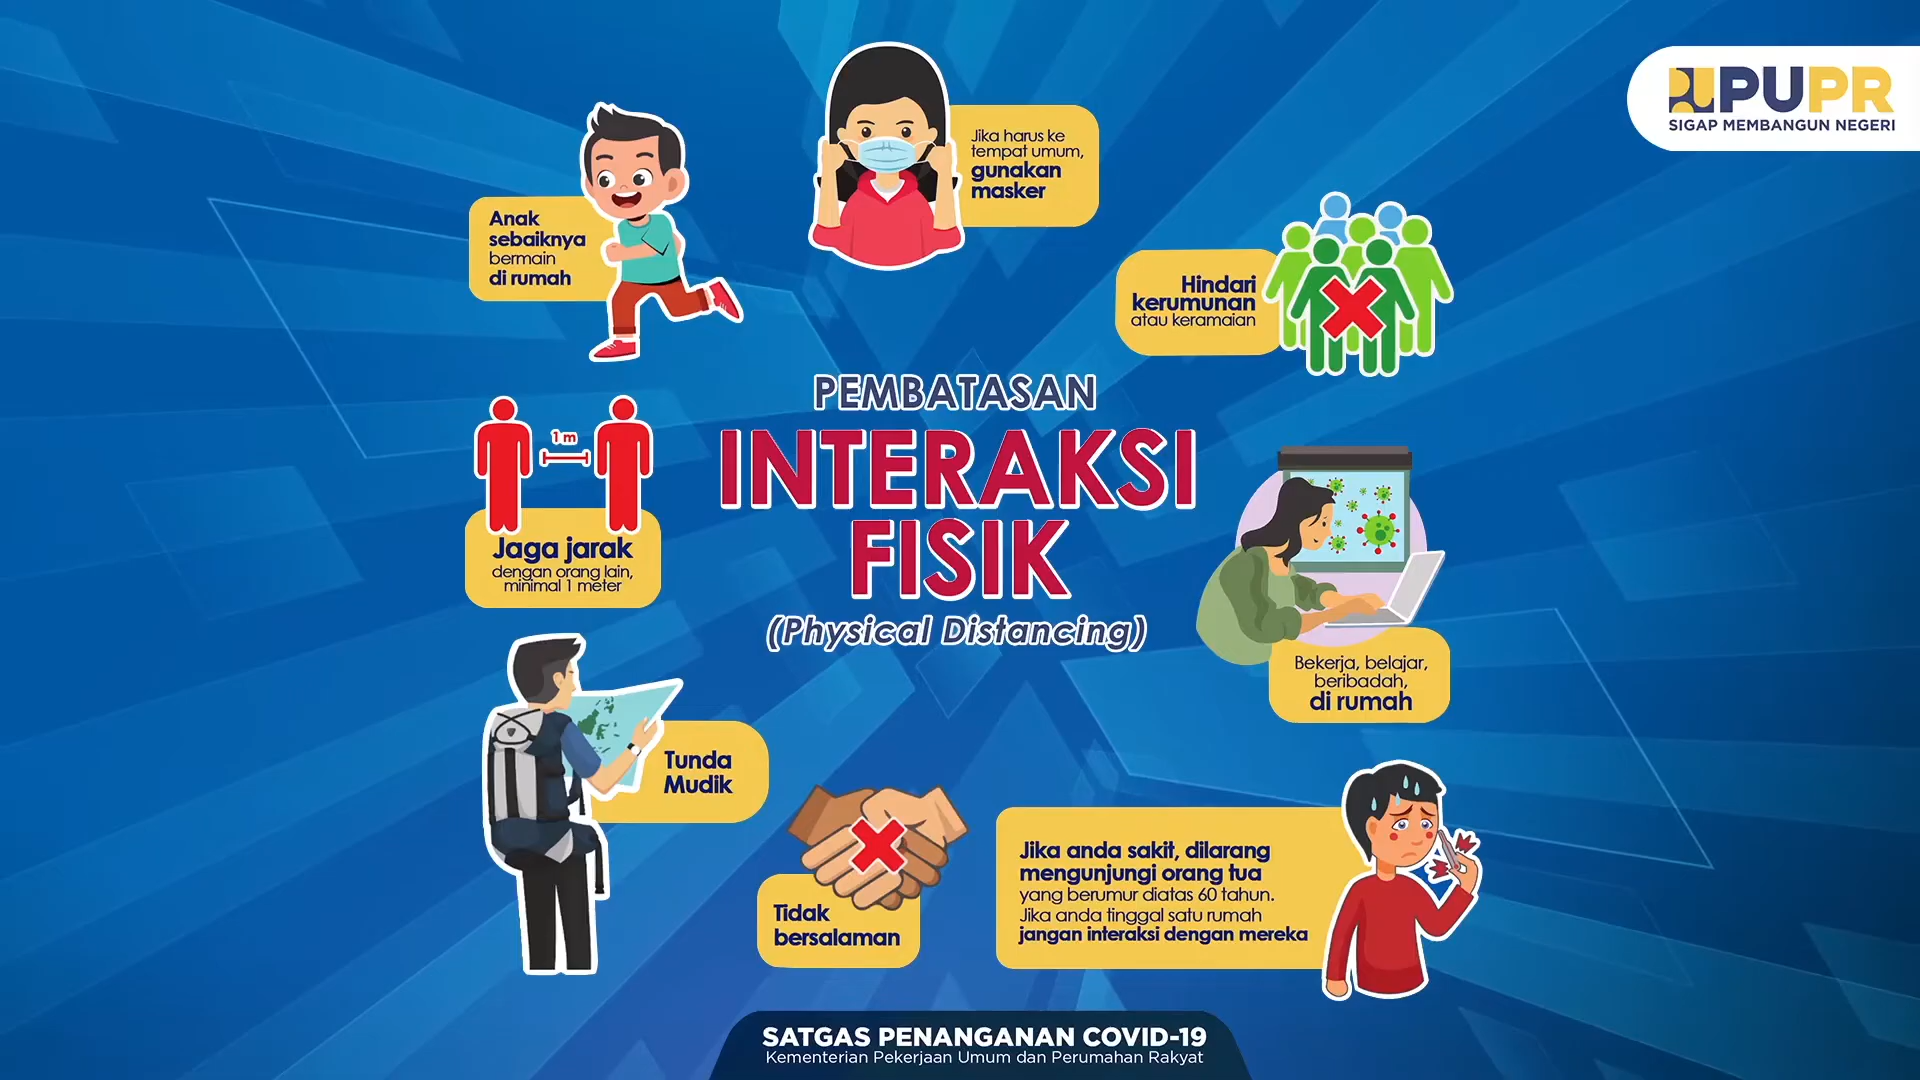 PUPR
SIGAP MEMBANGUN NEGERI
Jika harus ke
tempat umum,
gunakan
masker
Anak
sebaiknya
bermain
di rumah
Hindari
kerumunan
atau keramaian
PEMBATASAN
INTERAKSI
FISIK
(Physical Distancing)
1 m
Jaga jarak
dengan orang lain,
minimal 1 meter
Bekerja, belajar,
beribadah,
di rumah
Tunda
Mudik
Tidak
bersalaman
Jika anda sakit, dilarang
mengunjungi orang tua
yang berumur diatas 60 tahun.
Jika anda tinggal satu rumah
jangan interaksi dengan mereka
SATGAS PENANGANAN COVID-19
Kementerian Pekerjaan Umum dan Perumahan Rakyat